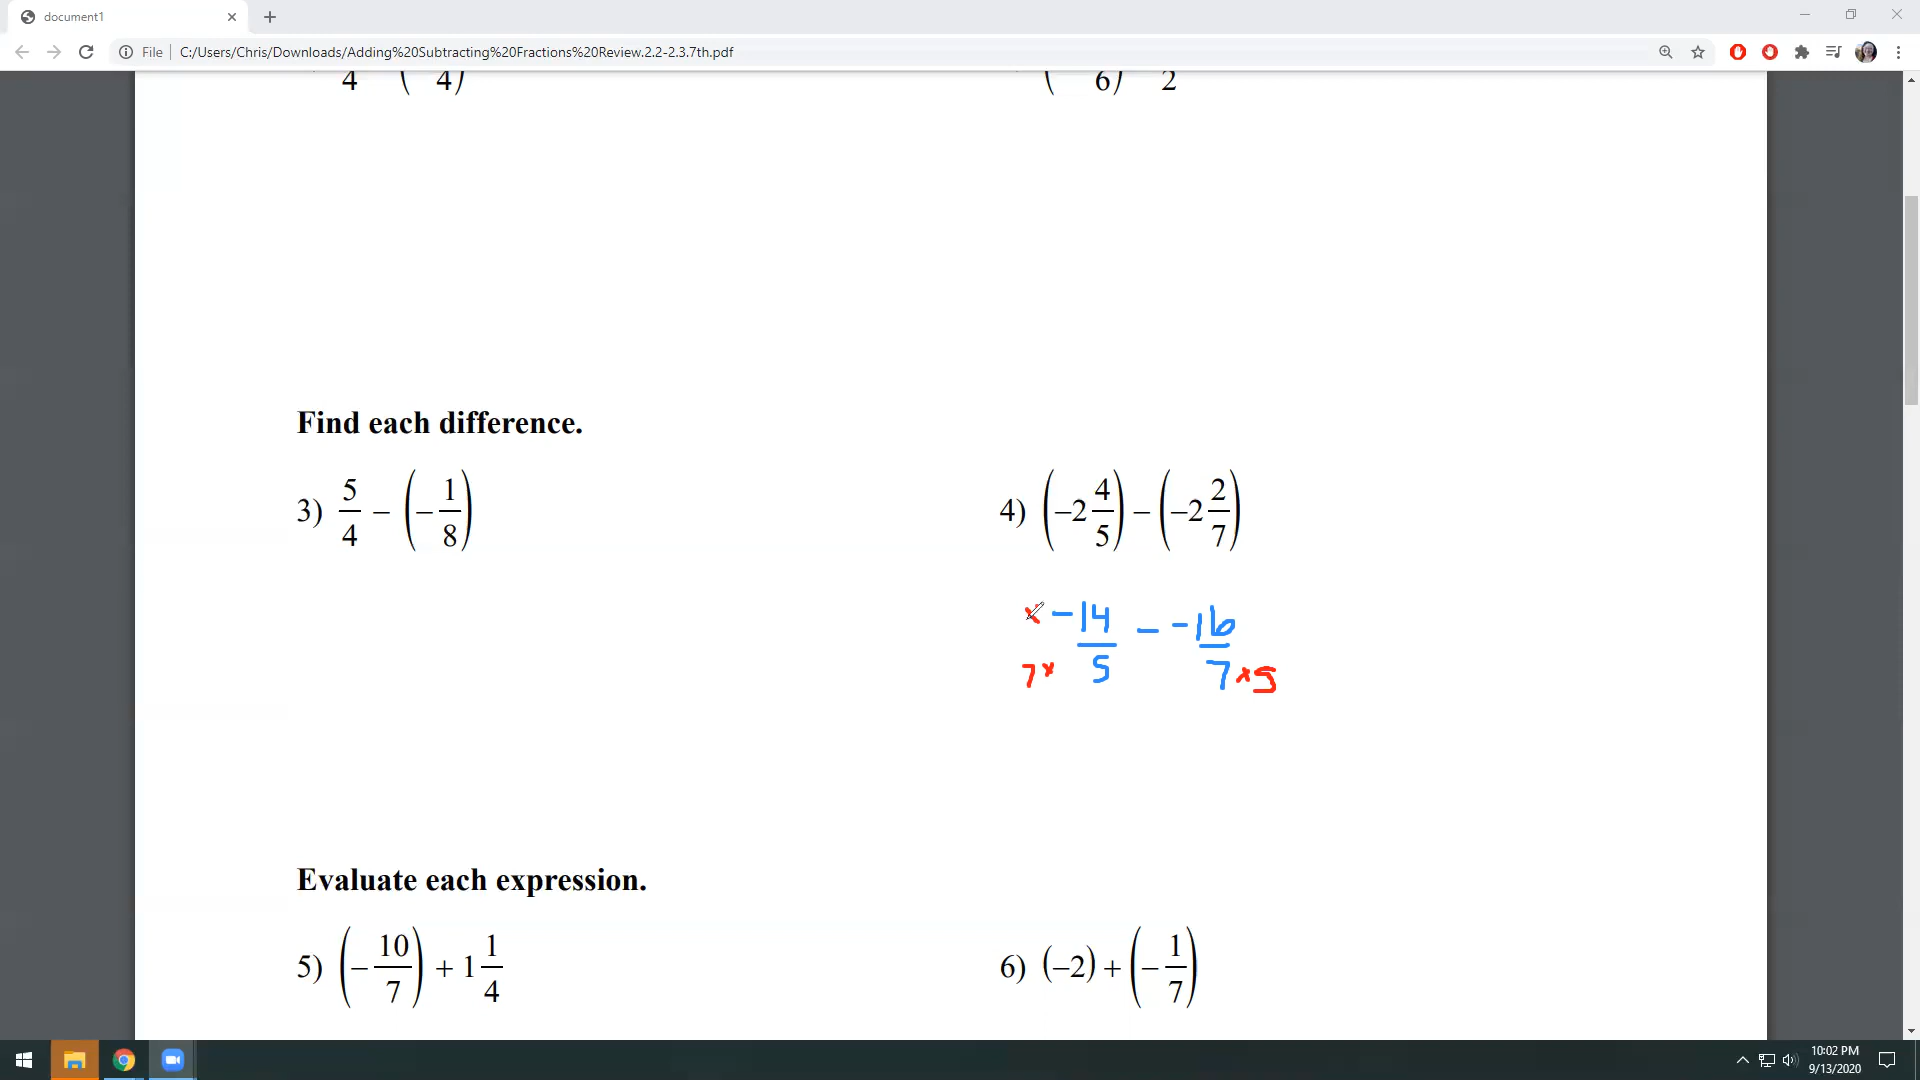 document1
File C:/Users/Chris/Downloads/Adding%20Subtracting%20Fractions%20Review.2.2-2.3.7th.pdf
4 ( 4) ( 6) 2
Find each difference.
3) 5/4 − (−1/8)
4) (−2 4/5) − (−2 2/7)
× −14/5 − −16/7
7× ×5
Evaluate each expression.
5) (−10/7) + 1 1/4
6) (−2) + (−1/7)
10:02 PM
9/13/2020